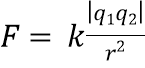 F = k |q₁q₂| / r²